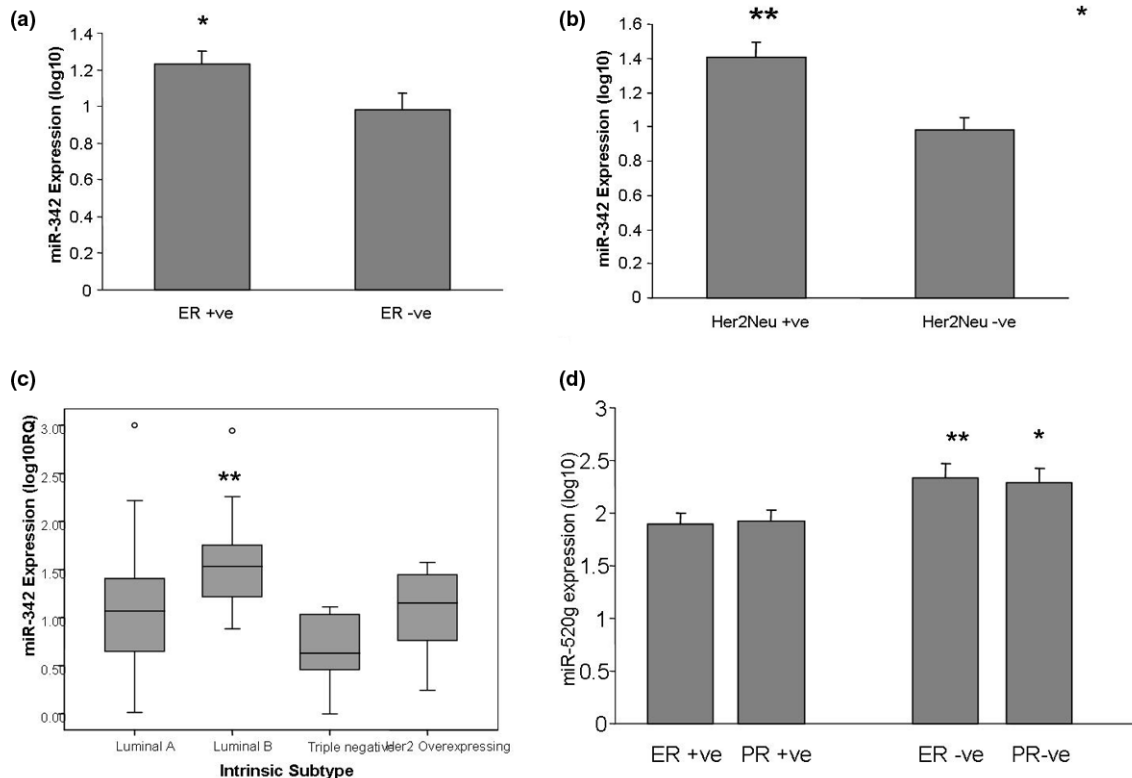 (a)
*
1.4
1.2
1
0.8
0.6
0.4
0.2
0
miR-342 Expression (log10)
ER +ve
ER -ve
(b)
**
*
1.6
1.4
1.2
1
0.8
0.6
0.4
0.2
0
miR-342 Expression (log10)
Her2Neu +ve
Her2Neu -ve
(c)
3.00
2.50
2.00
1.50
1.00
0.50
0.00
miR-342 Expression (log10RQ)
**
Luminal A
Luminal B
Triple negative
Her2 Overexpressing
Intrinsic Subtype
(d)
3
2.5
2
1.5
1
0.5
0
miR-520g expression (log10)
**
*
ER +ve
PR +ve
ER -ve
PR-ve